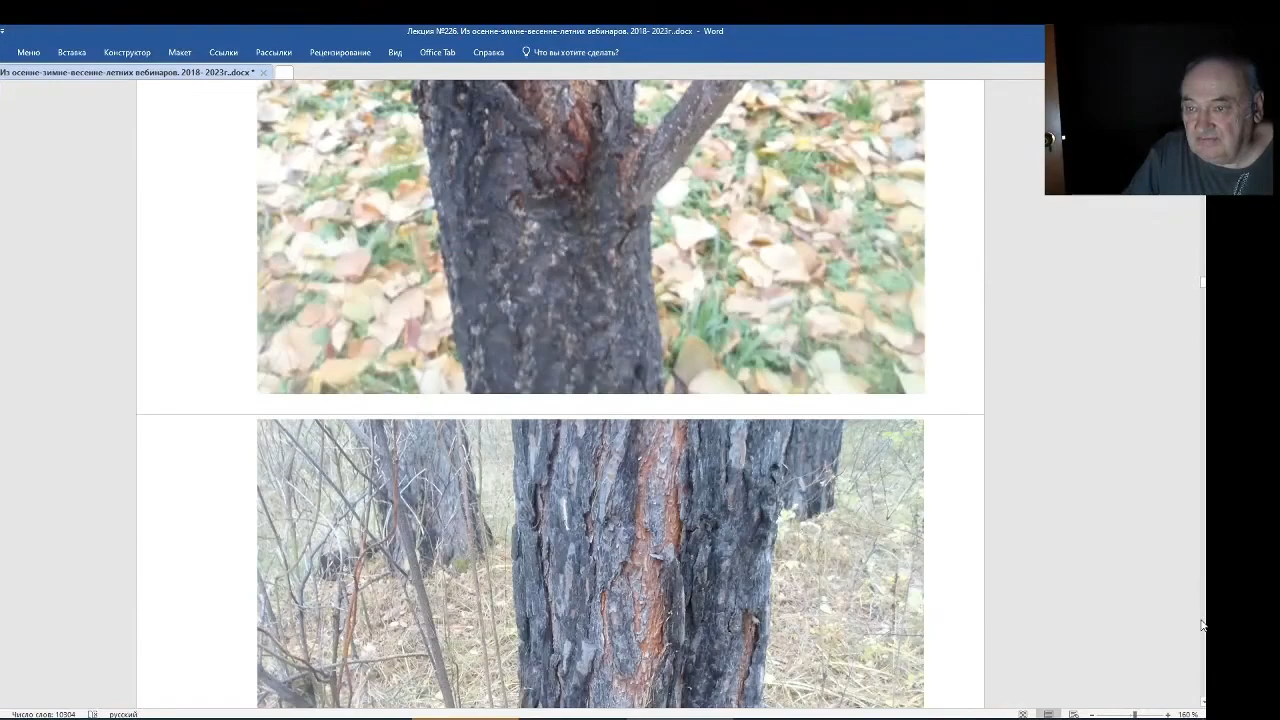 Лекция №226. Из осенне-зимне-весенне-летних вебинаров. 2018- 2023г..docx - Word
Меню Вставка Конструктор Макет Ссылки Рассылки Рецензирование Вид Office Tab Справка Что вы хотите сделать?
Из осенне-зимне-весенне-летних вебинаров. 2018- 2023г..docx *
Число слов: 10304 русский 160 %